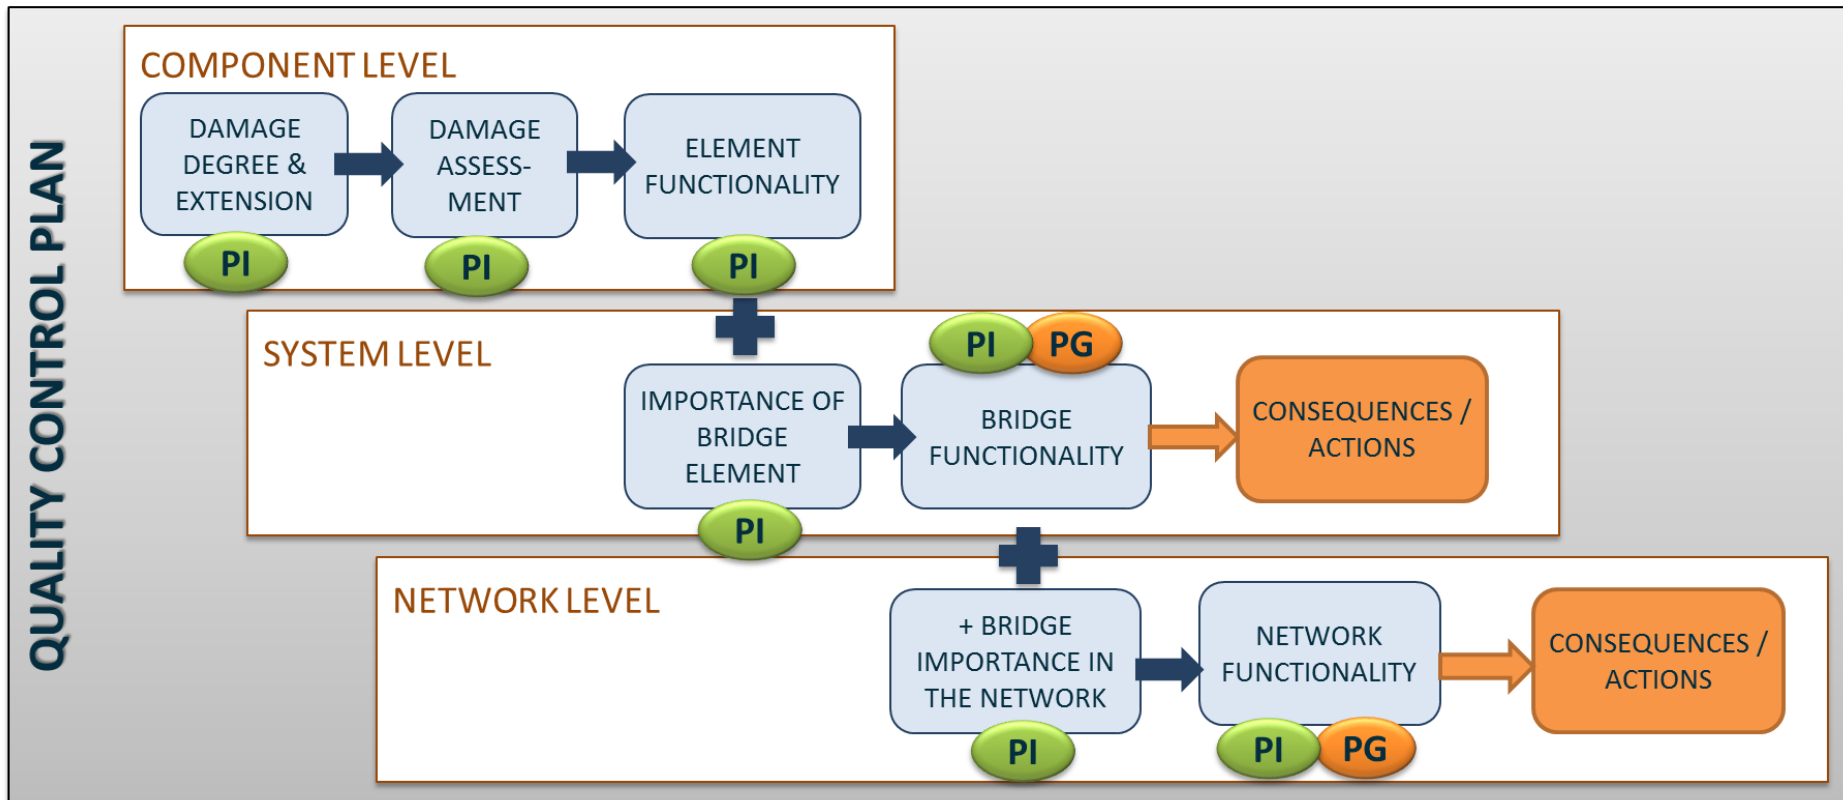 QUALITY CONTROL PLAN
COMPONENT LEVEL
DAMAGE
DEGREE &
EXTENSION
PI
DAMAGE
ASSESS-
MENT
PI
ELEMENT
FUNCTIONALITY
PI
SYSTEM LEVEL
IMPORTANCE OF
BRIDGE
ELEMENT
PI
PI
PG
BRIDGE
FUNCTIONALITY
CONSEQUENCES /
ACTIONS
NETWORK LEVEL
+ BRIDGE
IMPORTANCE IN
THE NETWORK
PI
NETWORK
FUNCTIONALITY
PI
PG
CONSEQUENCES /
ACTIONS